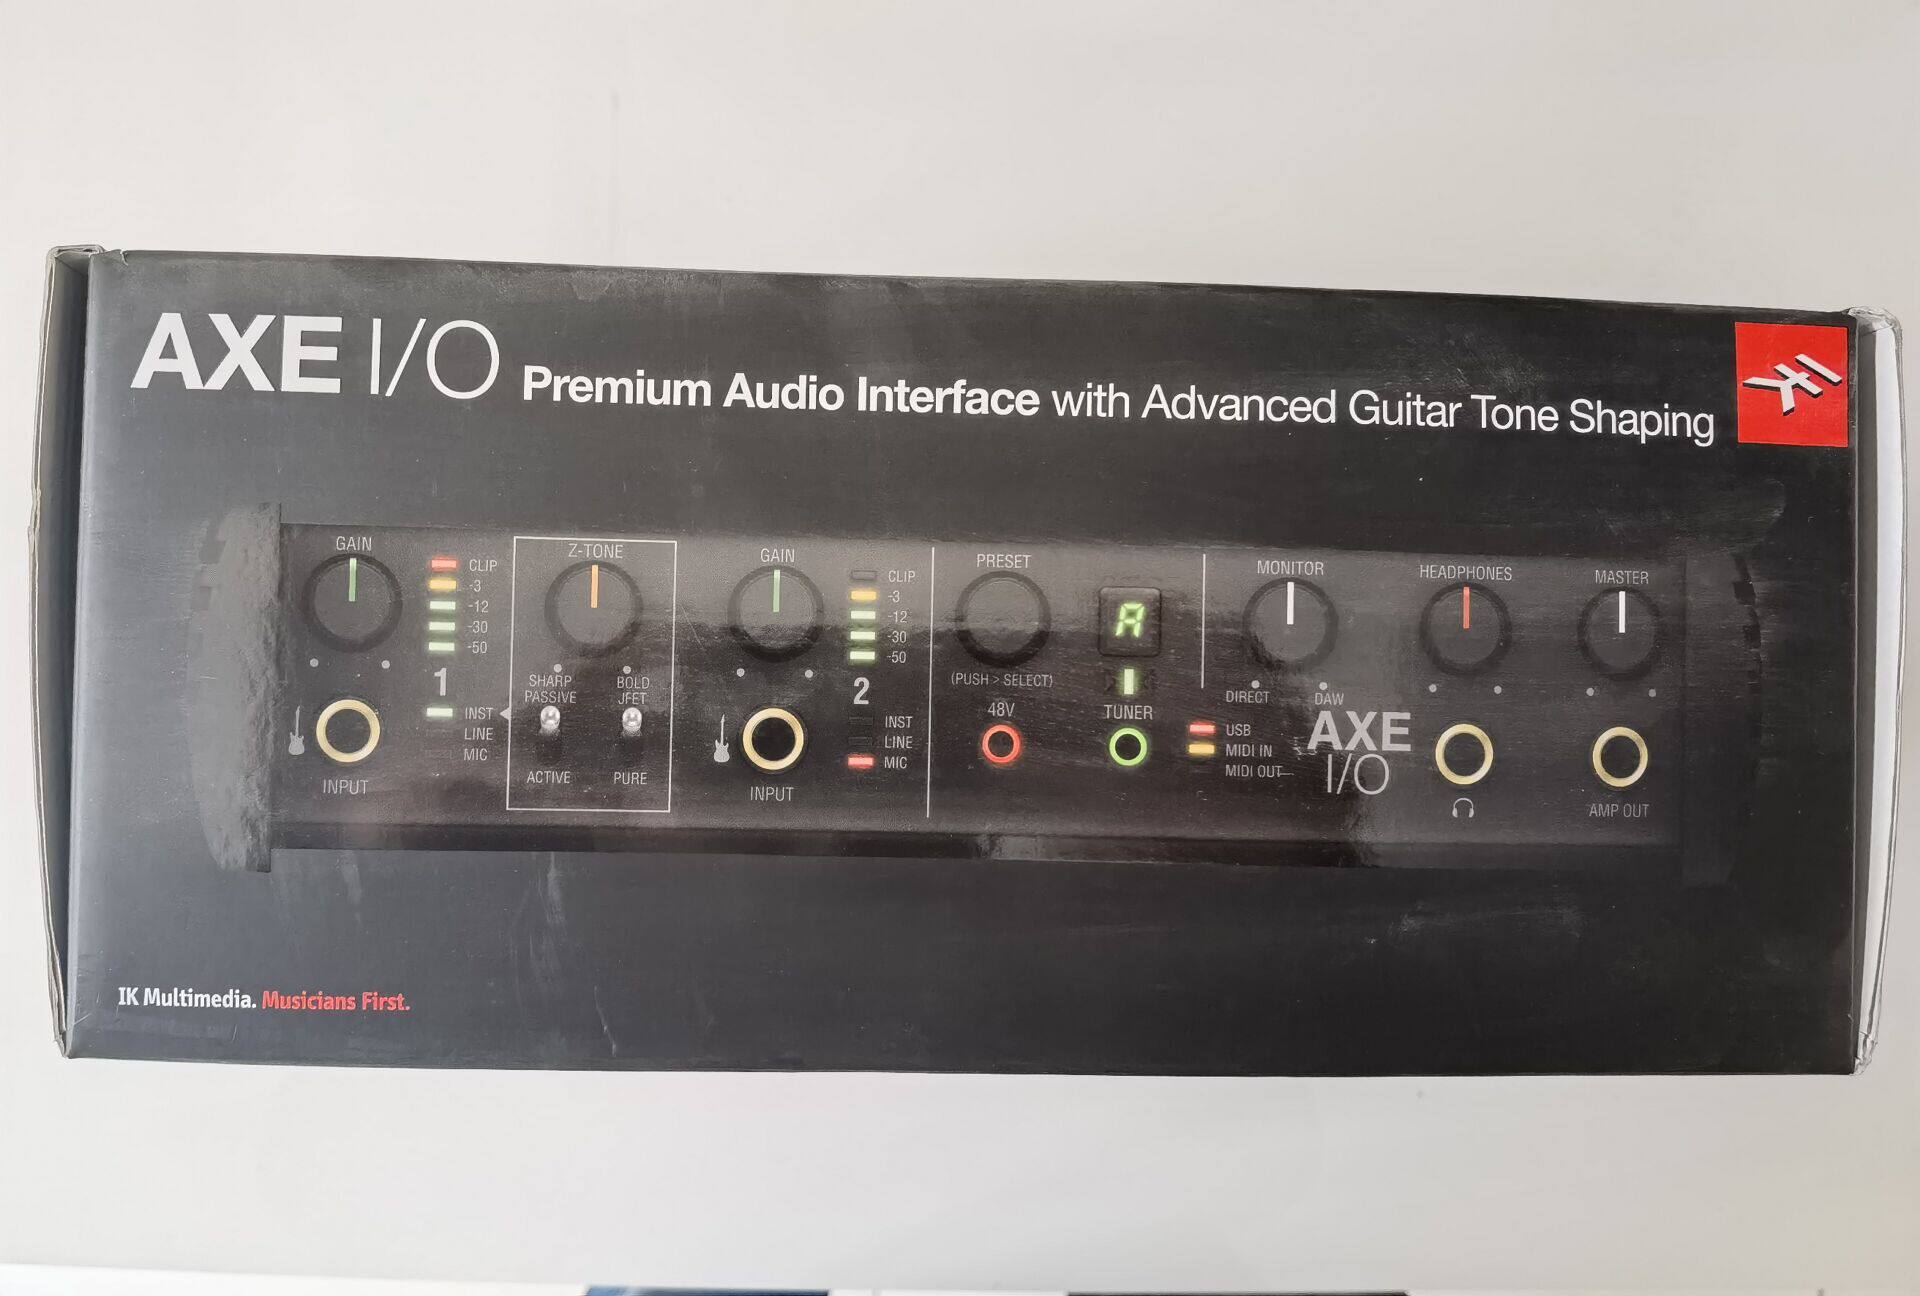 AXE I/O Premium Audio Interface with Advanced Guitar Tone Shaping
IK
GAIN
CLIP
-3
-12
-30
-50
1
INST
LINE
MIC
INPUT
Z-TONE
SHARP
PASSIVE
ACTIVE
BOLD
JFET
PURE
GAIN
CLIP
-3
-12
-30
-50
2
INST
LINE
MIC
INPUT
PRESET
(PUSH > SELECT)
A
48V
TUNER
MONITOR
DIRECT
DAW
USB
MIDI IN
MIDI OUT
AXE
I/O
HEADPHONES
MASTER
AMP OUT
IK Multimedia. Musicians First.